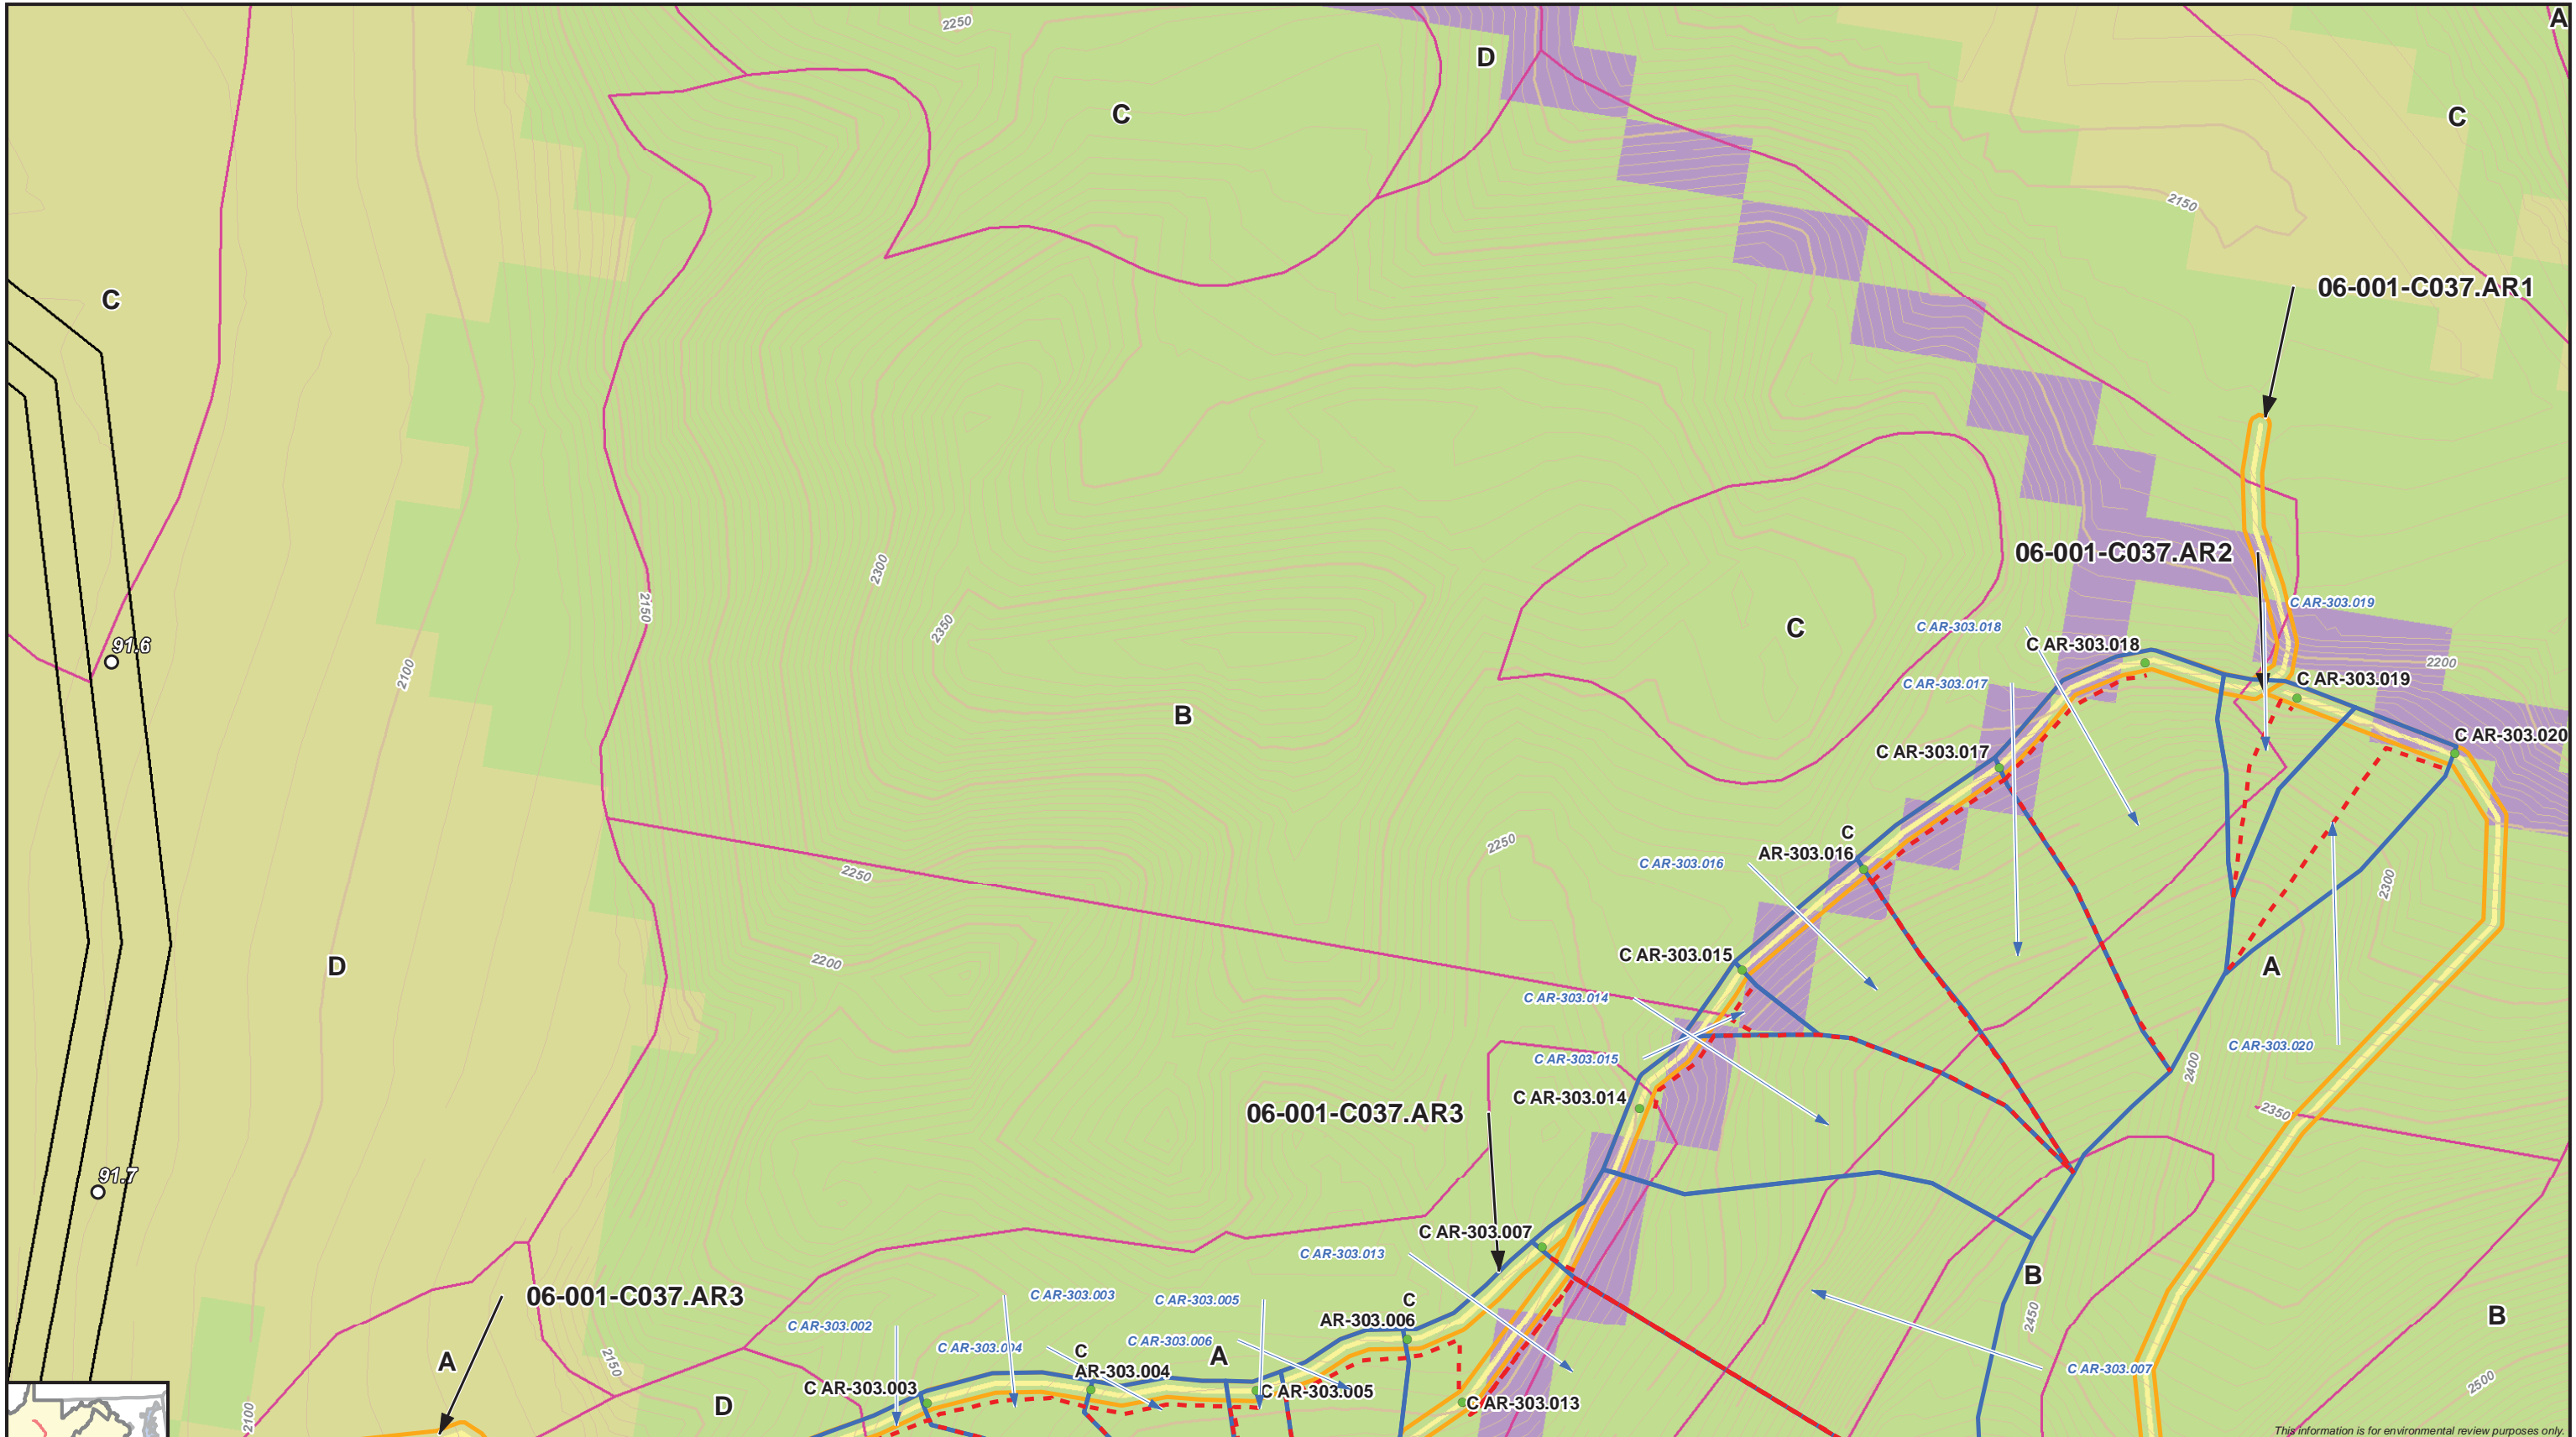 A
2250
D
C
C
2150
06-001-C037.AR1
C
06-001-C037.AR2
2300
2150
C AR-303.019
2350
C
C AR-303.018
C AR-303.018
91.6
2200
2100
C AR-303.017
C AR-303.019
B
C AR-303.020
C AR-303.017
C
2250
AR-303.016
C AR-303.016
2250
2300
C AR-303.015
2200
D
A
C AR-303.014
C AR-303.020
C AR-303.015
2400
C AR-303.014
06-001-C037.AR3
2350
91.7
C AR-303.007
C AR-303.013
B
06-001-C037.AR3
C AR-303.003
C AR-303.005
C
B
2450
AR-303.006
C AR-303.002
C AR-303.006
C AR-303.004
C
A
A
2150
AR-303.004
C AR-303.007
C AR-303.003
C AR-303.005
2500
D
C AR-303.013
2100
This information is for environmental review purposes only.